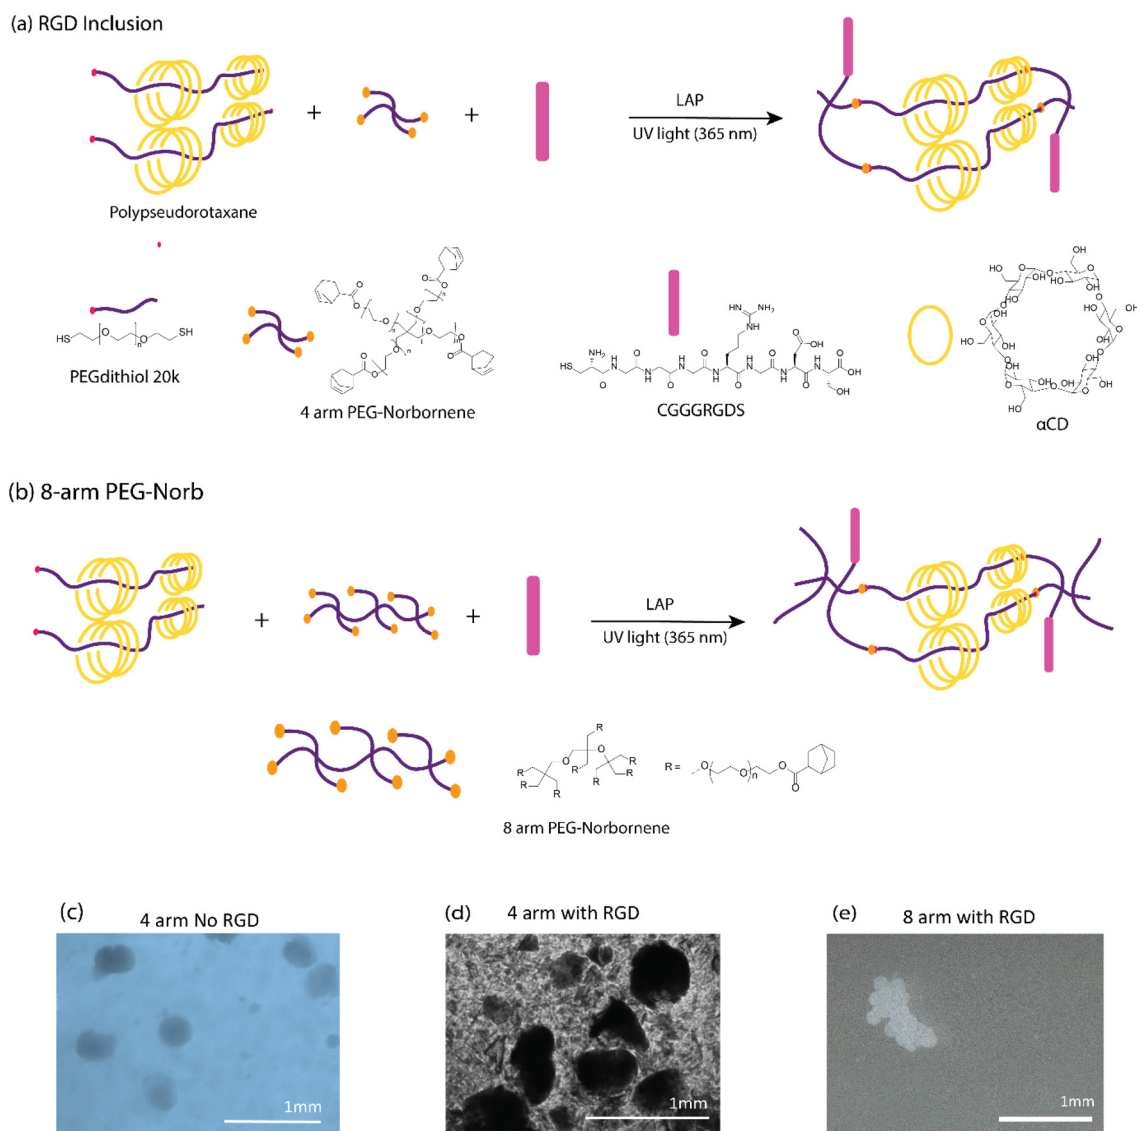 (a) RGD Inclusion
+
+
LAP
UV light (365 nm)
Polypseudorotaxane
HS
O
O
n
SH
PEGdithiol 20k
4 arm PEG-Norbornene
CGGGRGDS
αCD
(b) 8-arm PEG-Norb
+
+
LAP
UV light (365 nm)
8 arm PEG-Norbornene
R =
(c) 4 arm No RGD
(d) 4 arm with RGD
(e) 8 arm with RGD
1mm
1mm
1mm